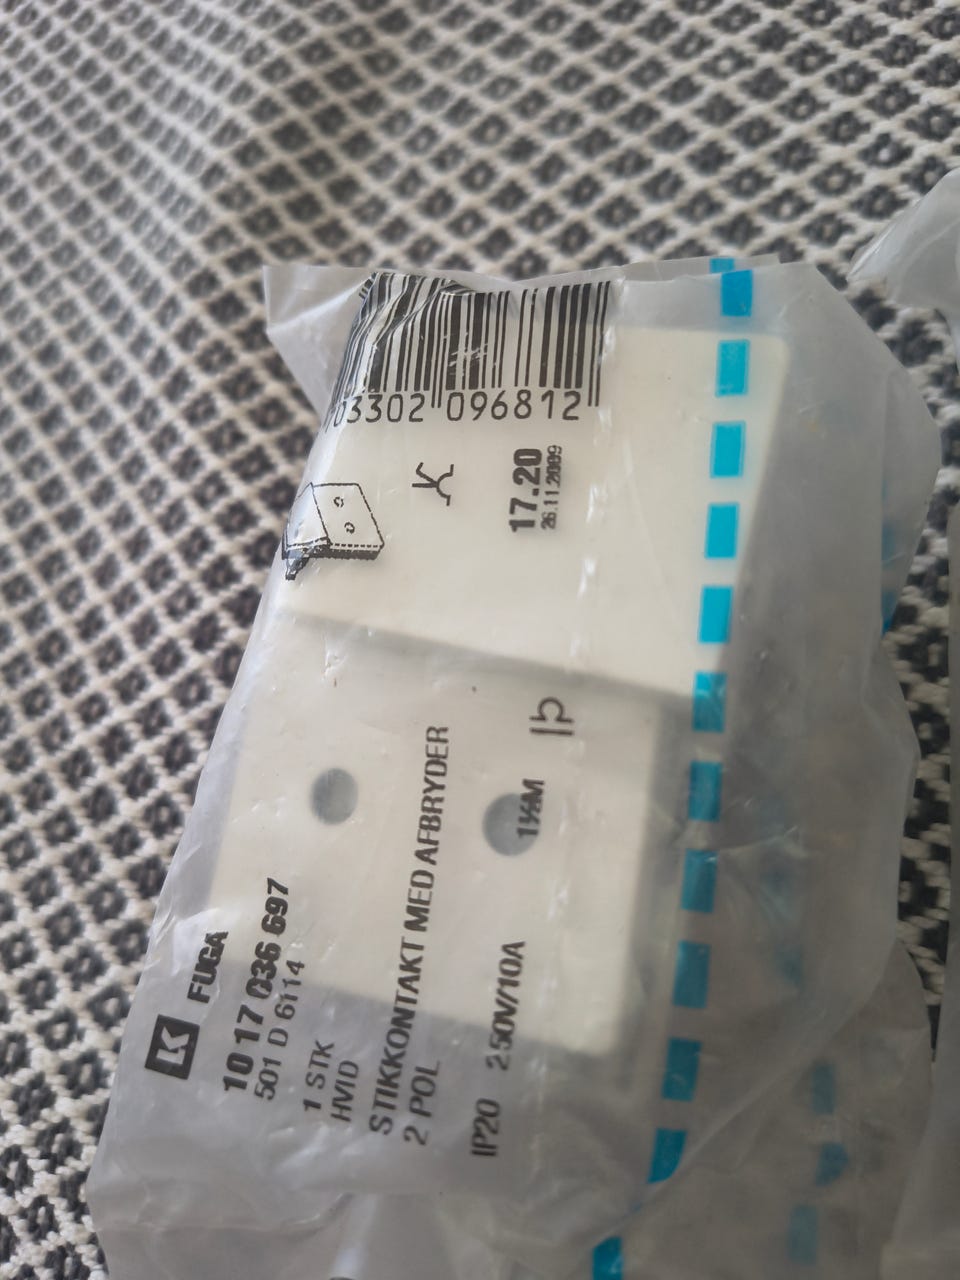 K FUGA
10 17 036 697
501 D 6114
1 STK
HVID
STIKKONTAKT MED AFBRYDER
2 POL
IP20 250V/10A
1½M
17.20
26.11.2009
03302 096812